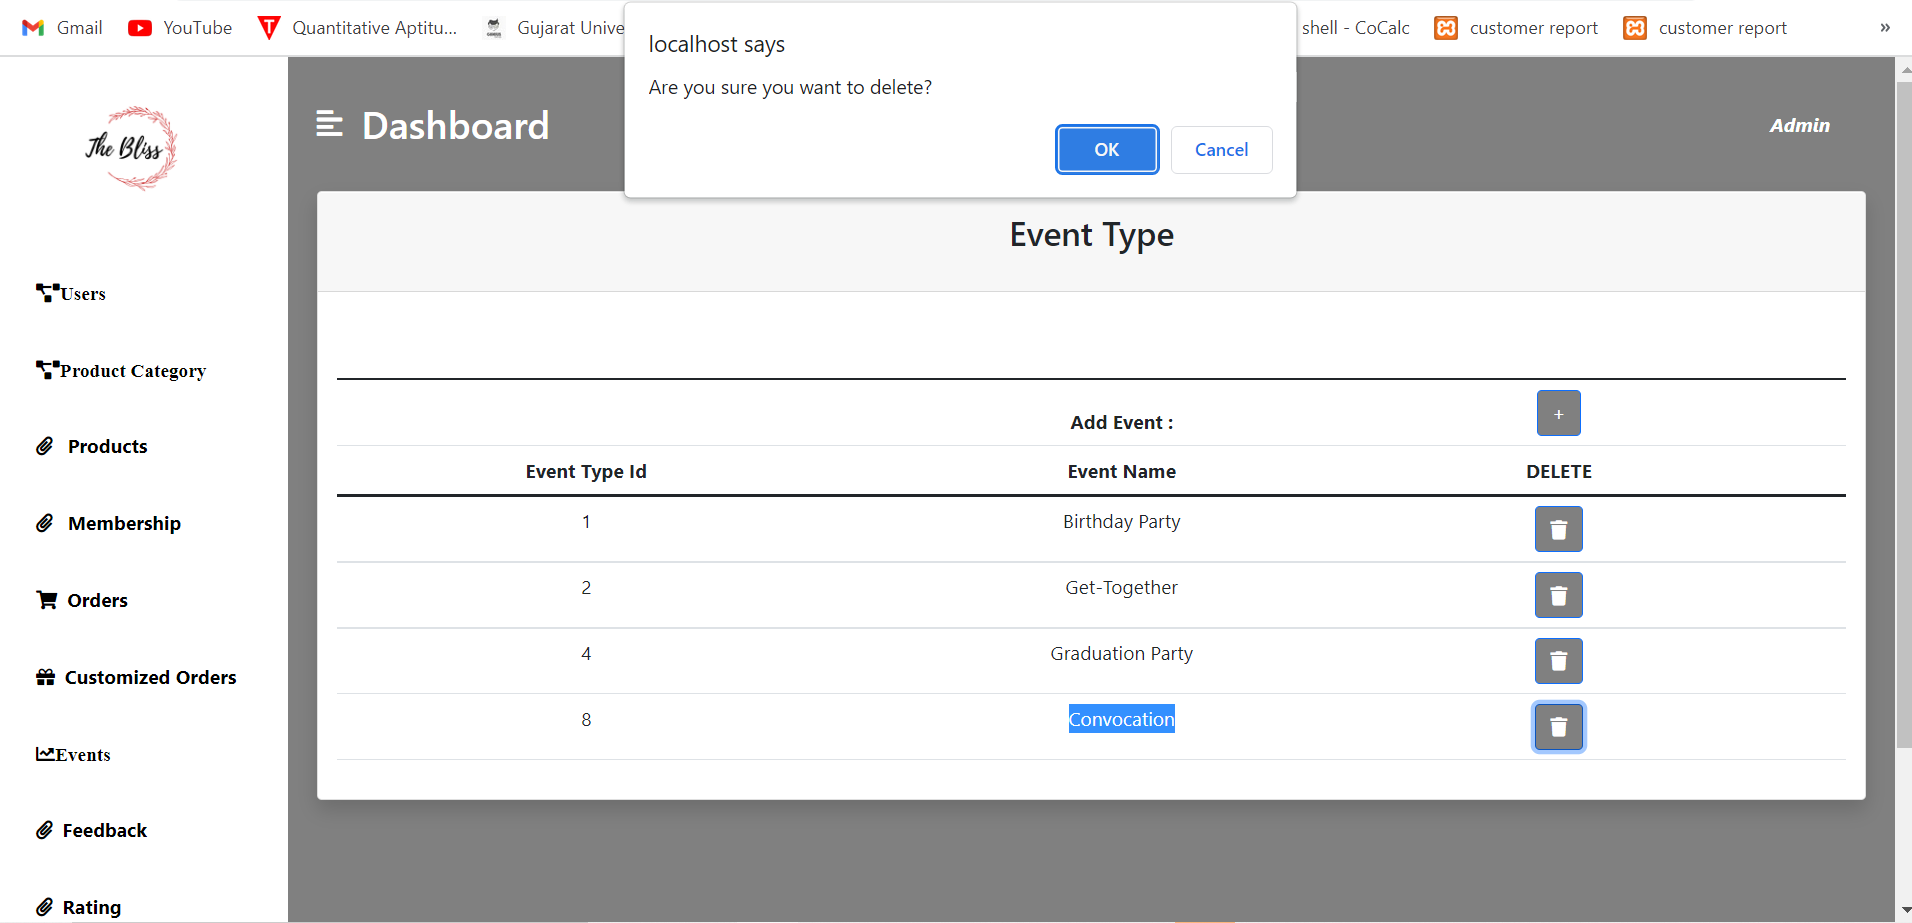 Gmail YouTube Quantitative Aptitu... Gujarat Unive shell - CoCalc customer report customer report »
localhost says
Are you sure you want to delete?
OK Cancel
The Bliss
Dashboard
Admin
Event Type
Users
Product Category
Products
Membership
Orders
Customized Orders
Events
Feedback
Rating
Add Event : +
Event Type Id Event Name DELETE
1 Birthday Party
2 Get-Together
4 Graduation Party
8 Convocation